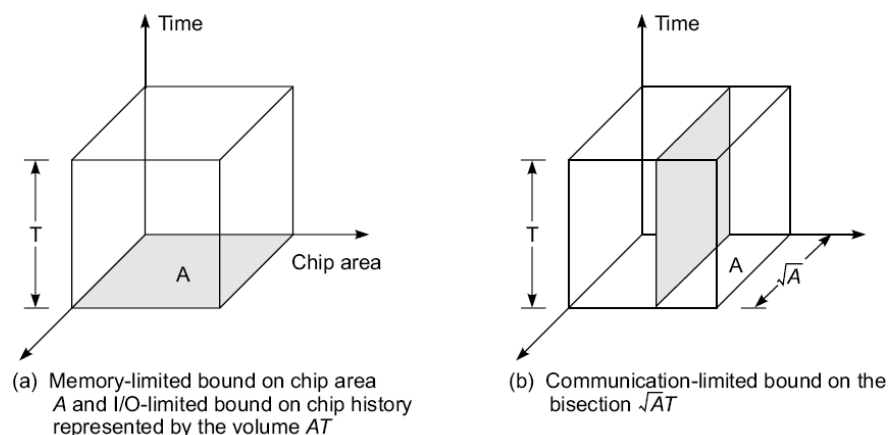 Time
T
A
Chip area
(a) Memory-limited bound on chip area
A and I/O-limited bound on chip history
represented by the volume AT
Time
T
A
√A
(b) Communication-limited bound on the
bisection √AT